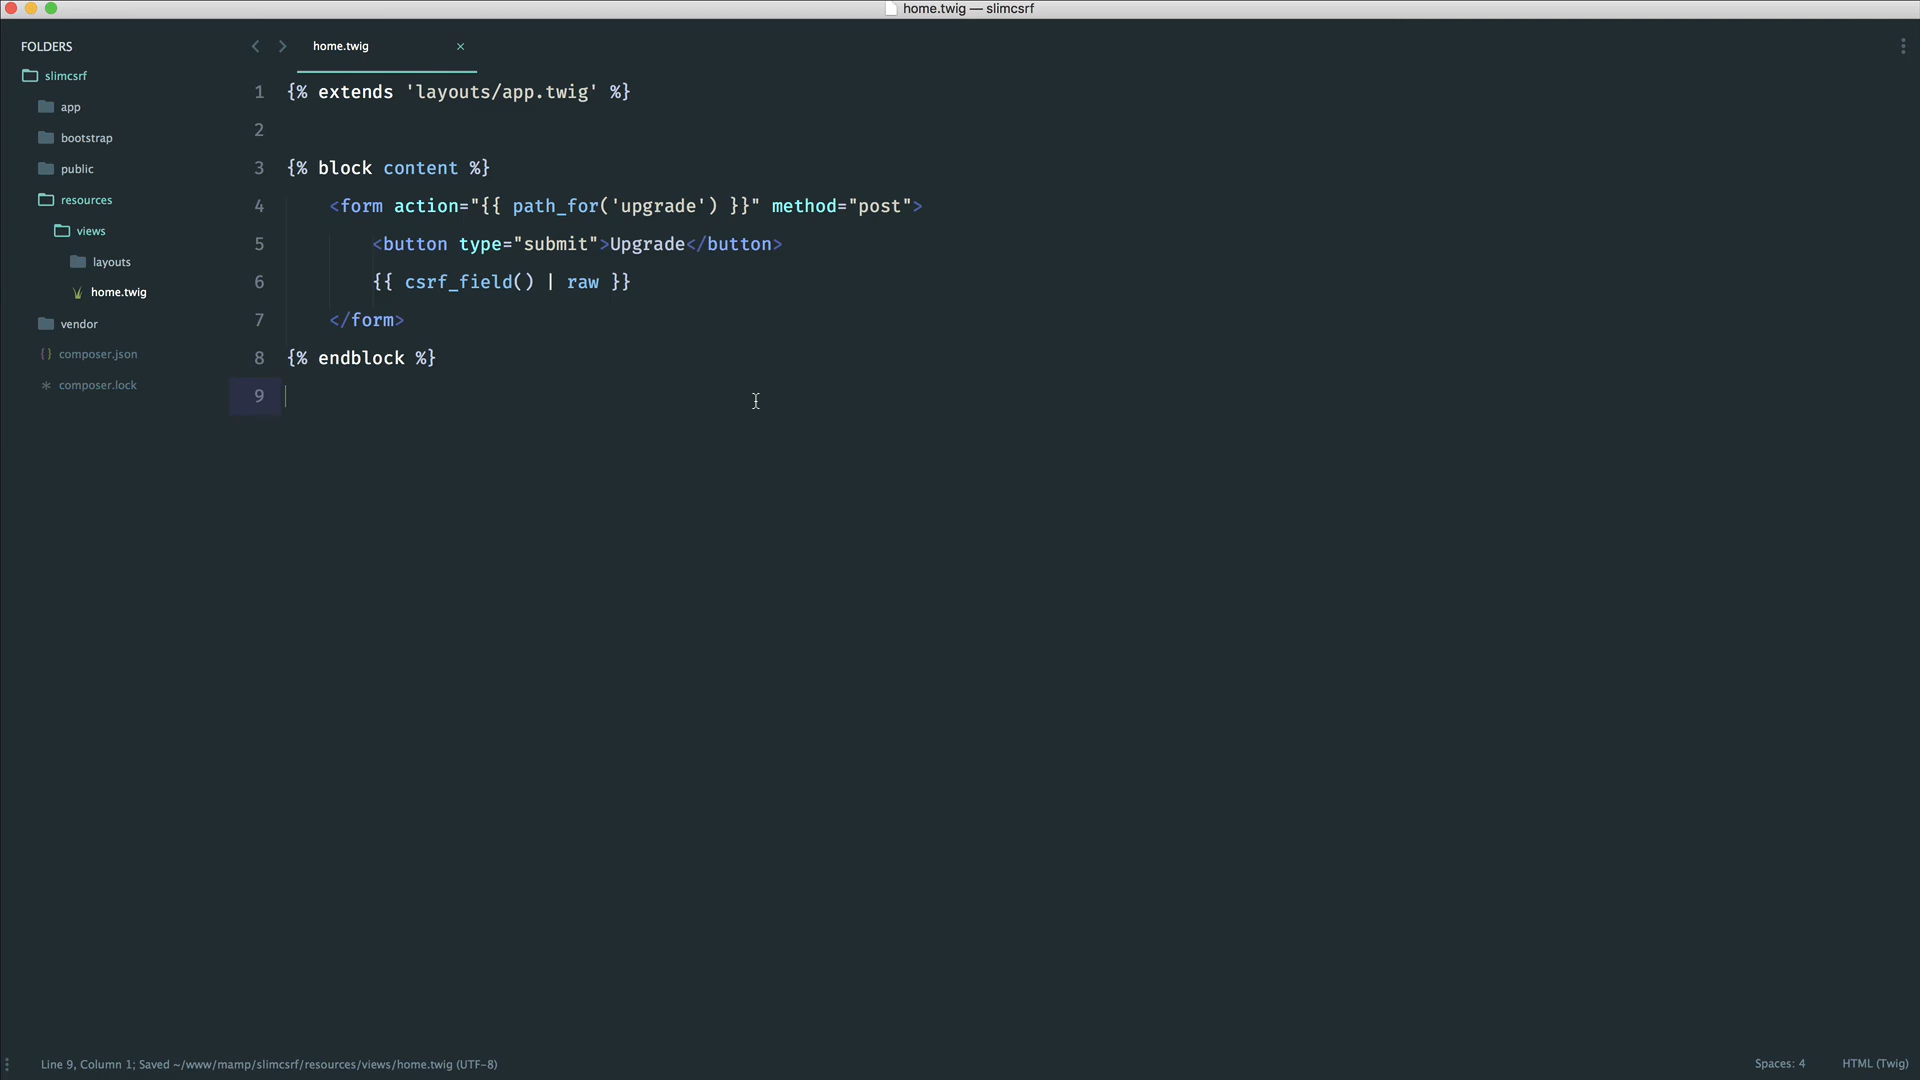 home.twig — slimcsrf
FOLDERS
slimcsrf
app
bootstrap
public
resources
views
layouts
home.twig
vendor
composer.json
composer.lock
home.twig ×
1 {% extends 'layouts/app.twig' %}
2
3 {% block content %}
4 <form action="{{ path_for('upgrade') }}" method="post">
5 <button type="submit">Upgrade</button>
6 {{ csrf_field() | raw }}
7 </form>
8 {% endblock %}
9
Line 9, Column 1; Saved ~/www/mamp/slimcsrf/resources/views/home.twig (UTF-8)
Spaces: 4
HTML (Twig)